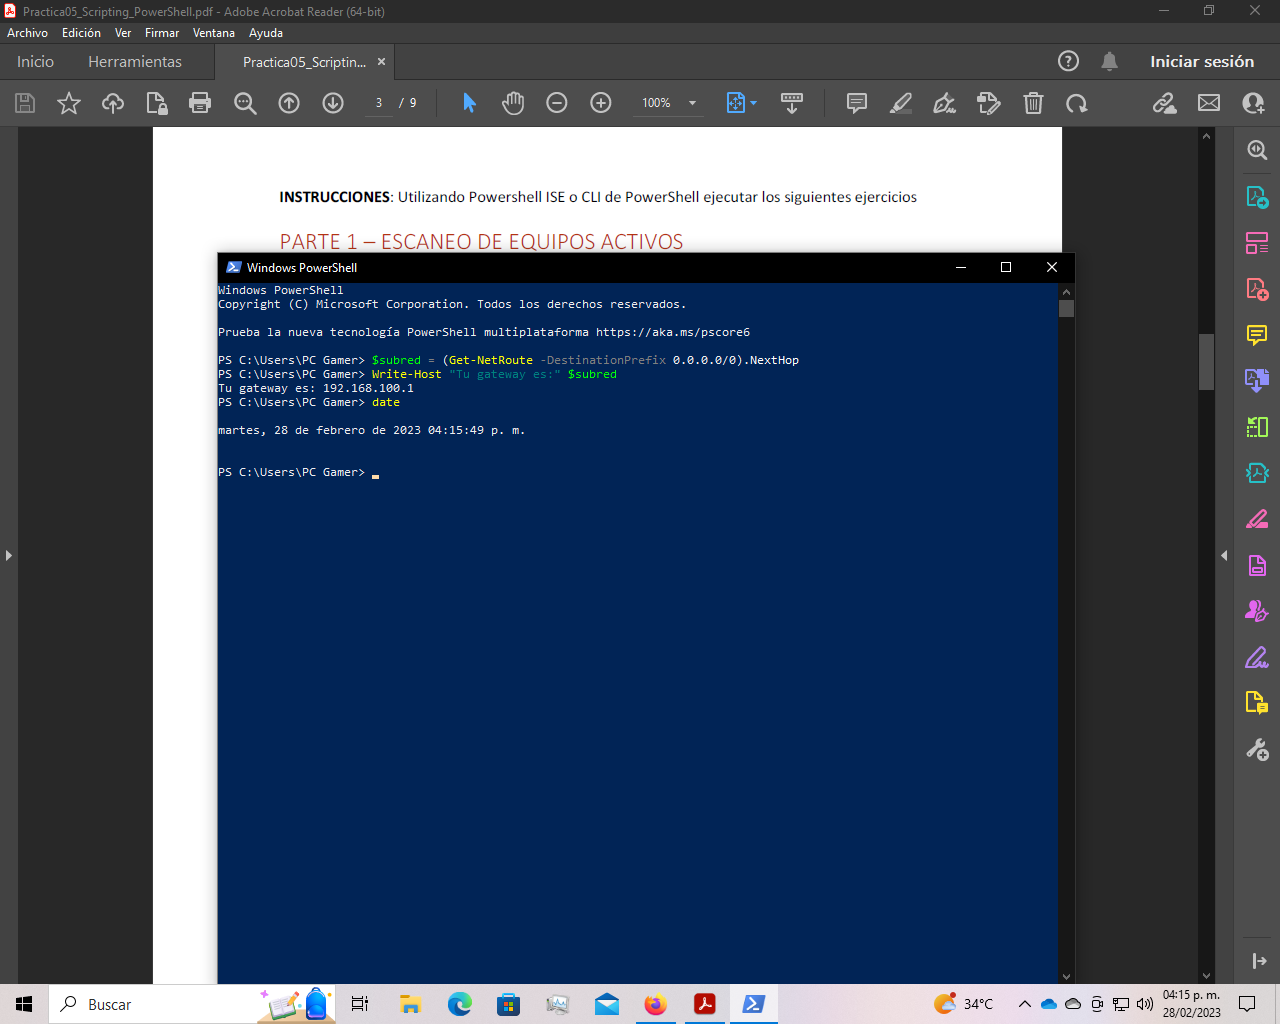 Practica05_Scripting_PowerShell.pdf - Adobe Acrobat Reader (64-bit)
Archivo Edición Ver Firmar Ventana Ayuda
Inicio Herramientas Practica05_Scriptin... × Iniciar sesión
3 / 9 100%
INSTRUCCIONES: Utilizando Powershell ISE o CLI de PowerShell ejecutar los siguientes ejercicios
PARTE 1 – ESCANEO DE EQUIPOS ACTIVOS
Windows PowerShell
Windows PowerShell
Copyright (C) Microsoft Corporation. Todos los derechos reservados.
Prueba la nueva tecnología PowerShell multiplataforma https://aka.ms/pscore6
PS C:\Users\PC Gamer> $subred = (Get-NetRoute -DestinationPrefix 0.0.0.0/0).NextHop
PS C:\Users\PC Gamer> Write-Host "Tu gateway es:" $subred
Tu gateway es: 192.168.100.1
PS C:\Users\PC Gamer> date
martes, 28 de febrero de 2023 04:15:49 p. m.
PS C:\Users\PC Gamer>
Buscar
34°C
04:15 p. m.
28/02/2023